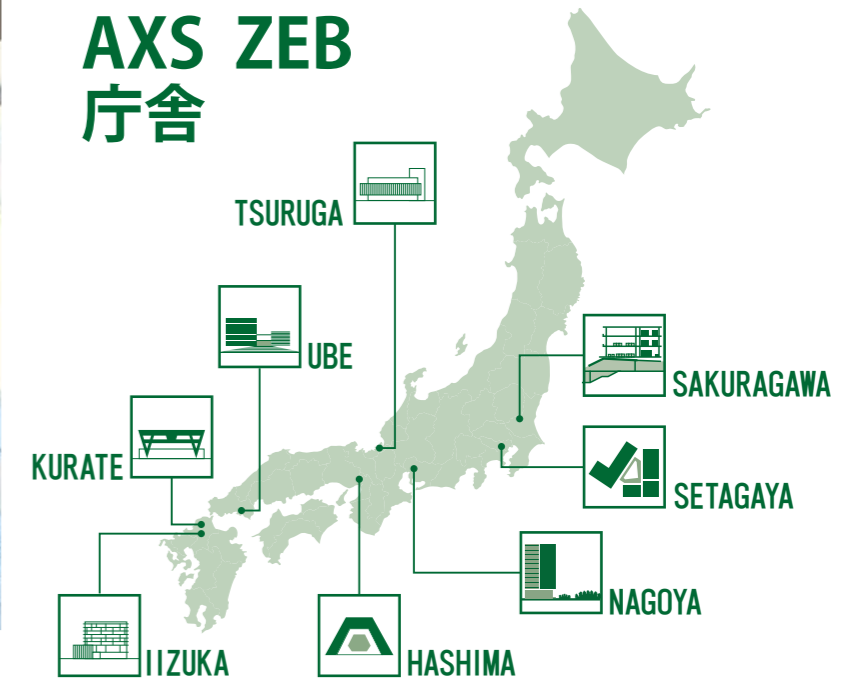 AXS ZEB
庁舎
TSURUGA
UBE
SAKURAGAWA
KURATE
SETAGAYA
NAGOYA
IIZUKA
HASHIMA